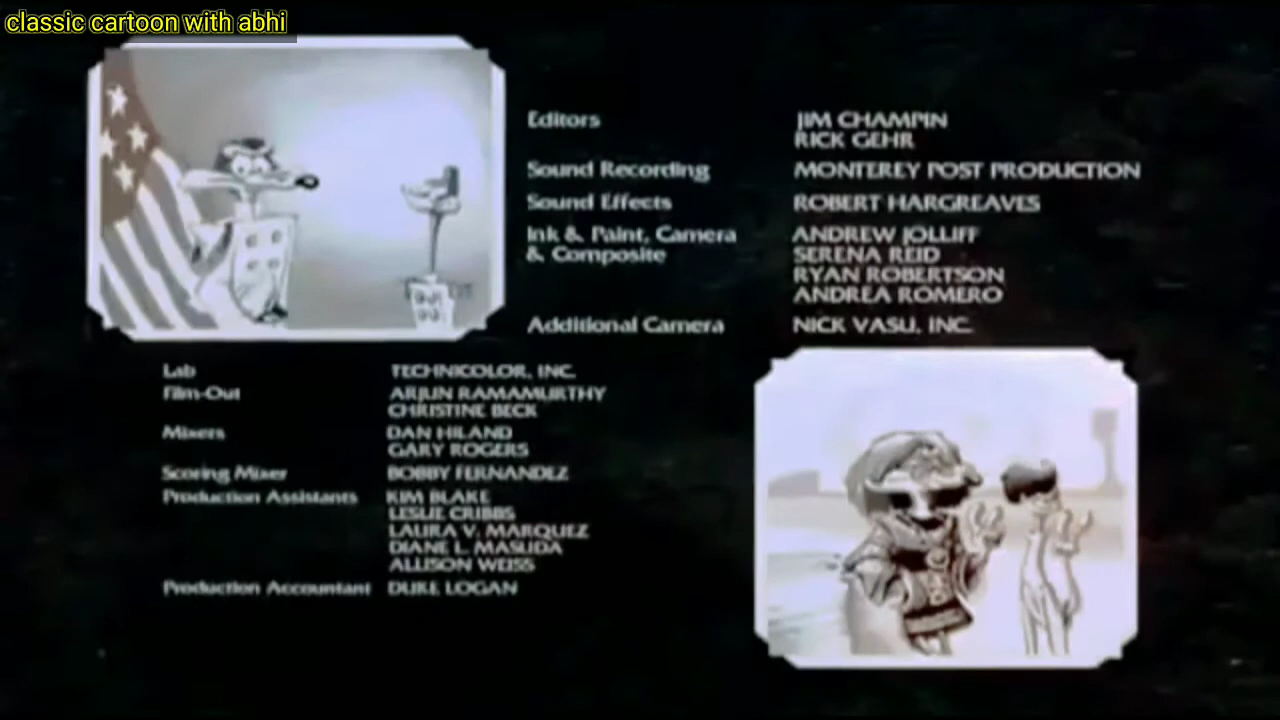 classic cartoon with abhi
Editors JIM CHAMPIN
RICK GEHR
Sound Recording MONTEREY POST PRODUCTION
Sound Effects ROBERT HARGREAVES
Ink & Paint, Camera ANDREW JOLLIFF
& Composite SERENA REID
RYAN ROBERTSON
ANDREA ROMERO
Additional Camera NICK VASU, INC.
Lab TECHNICOLOR, INC.
Film-Out ARJUN RAMAMURTHY
CHRISTINE BECK
Mixers DAN HILAND
GARY ROGERS
Scoring Mixer BOBBY FERNANDEZ
Production Assistants KIM BLAKE
LESLIE CRIBBS
LAURA V. MARQUEZ
DIANE L. MASUDA
ALLISON WEISS
Production Accountant DUKE LOGAN